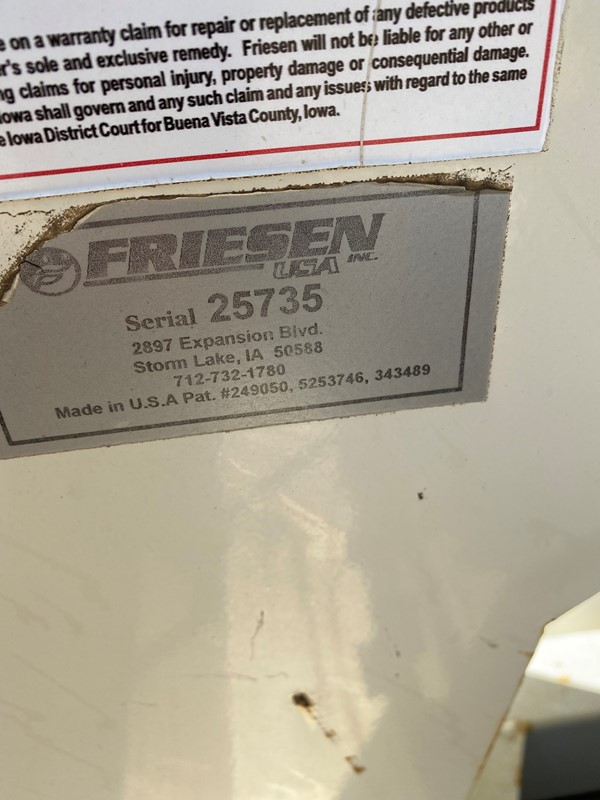 e on a warranty claim for repair or replacement of any defective products
er's sole and exclusive remedy. Friesen will not be liable for any other or
ng claims for personal injury, property damage or consequential damage.
Iowa shall govern and any such claim and any issues with regard to the same
e Iowa District Court for Buena Vista County, Iowa.
FRIESEN
USA INC.
Serial 25735
2897 Expansion Blvd.
Storm Lake, IA 50588
712-732-1780
Made in U.S.A Pat. #249050, 5253746, 343489